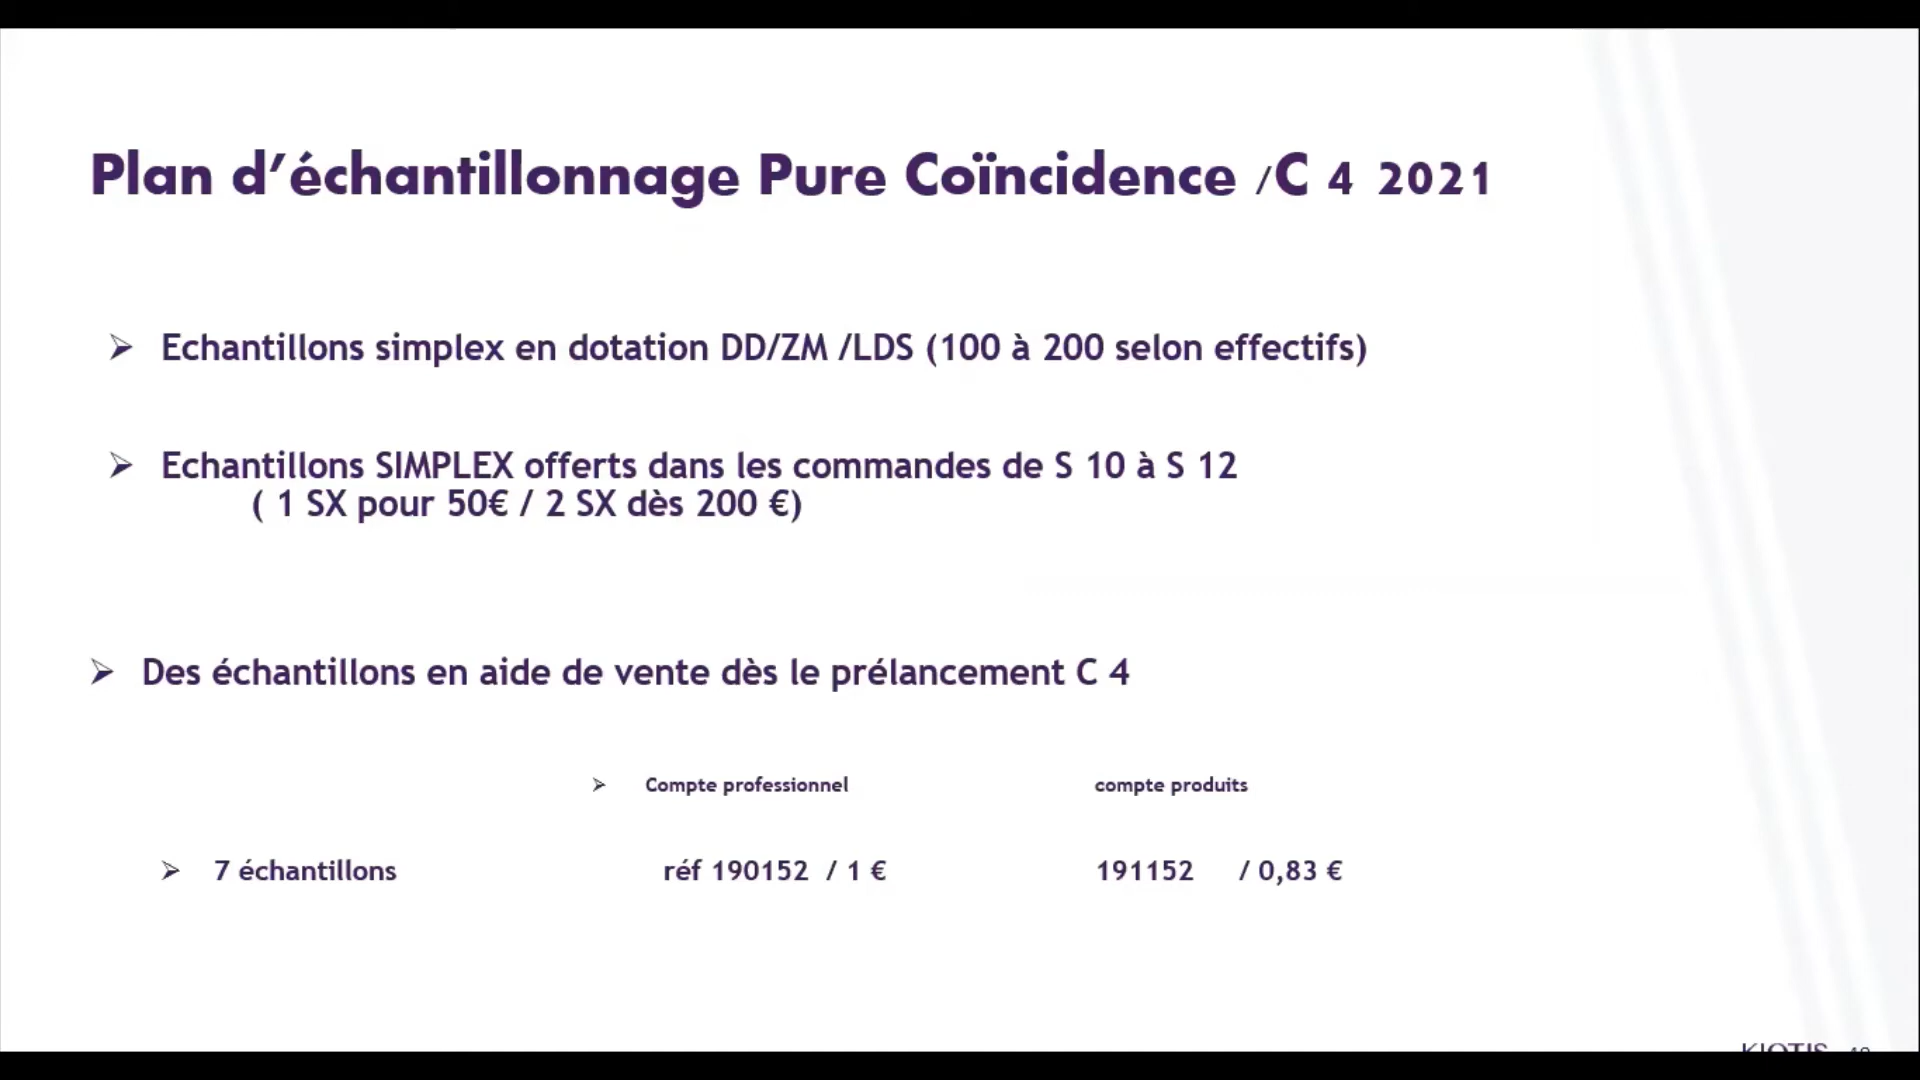 Plan d’échantillonnage Pure Coïncidence /C 4 2021
➢ Echantillons simplex en dotation DD/ZM /LDS (100 à 200 selon effectifs)
➢ Echantillons SIMPLEX offerts dans les commandes de S 10 à S 12
( 1 SX pour 50€ / 2 SX dès 200 €)
➢ Des échantillons en aide de vente dès le prélancement C 4
➢ Compte professionnel compte produits
➢ 7 échantillons réf 190152 / 1 € 191152 / 0,83 €
KIOTIS